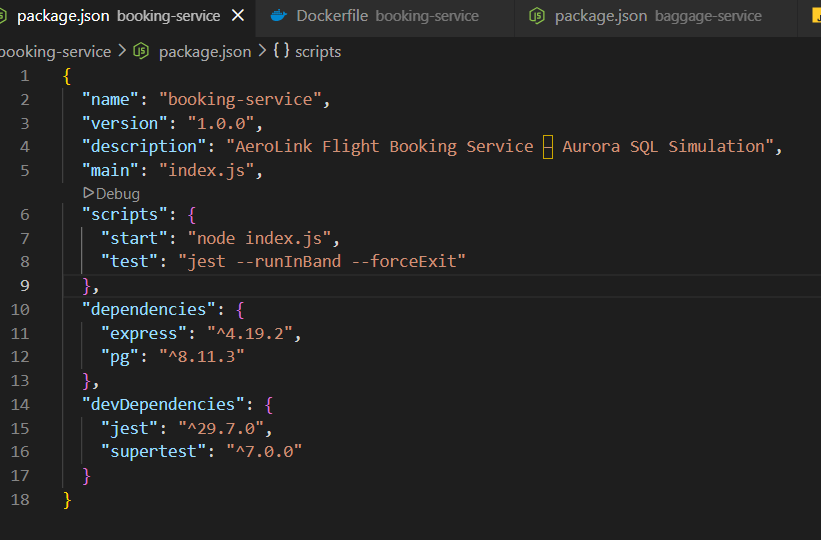 package.json booking-service Dockerfile booking-service package.json baggage-service
booking-service > package.json > { } scripts
1 {
2 "name": "booking-service",
3 "version": "1.0.0",
4 "description": "AeroLink Flight Booking Service – Aurora SQL Simulation",
5 "main": "index.js",
Debug
6 "scripts": {
7 "start": "node index.js",
8 "test": "jest --runInBand --forceExit"
9 },
10 "dependencies": {
11 "express": "^4.19.2",
12 "pg": "^8.11.3"
13 },
14 "devDependencies": {
15 "jest": "^29.7.0",
16 "supertest": "^7.0.0"
17 }
18 }